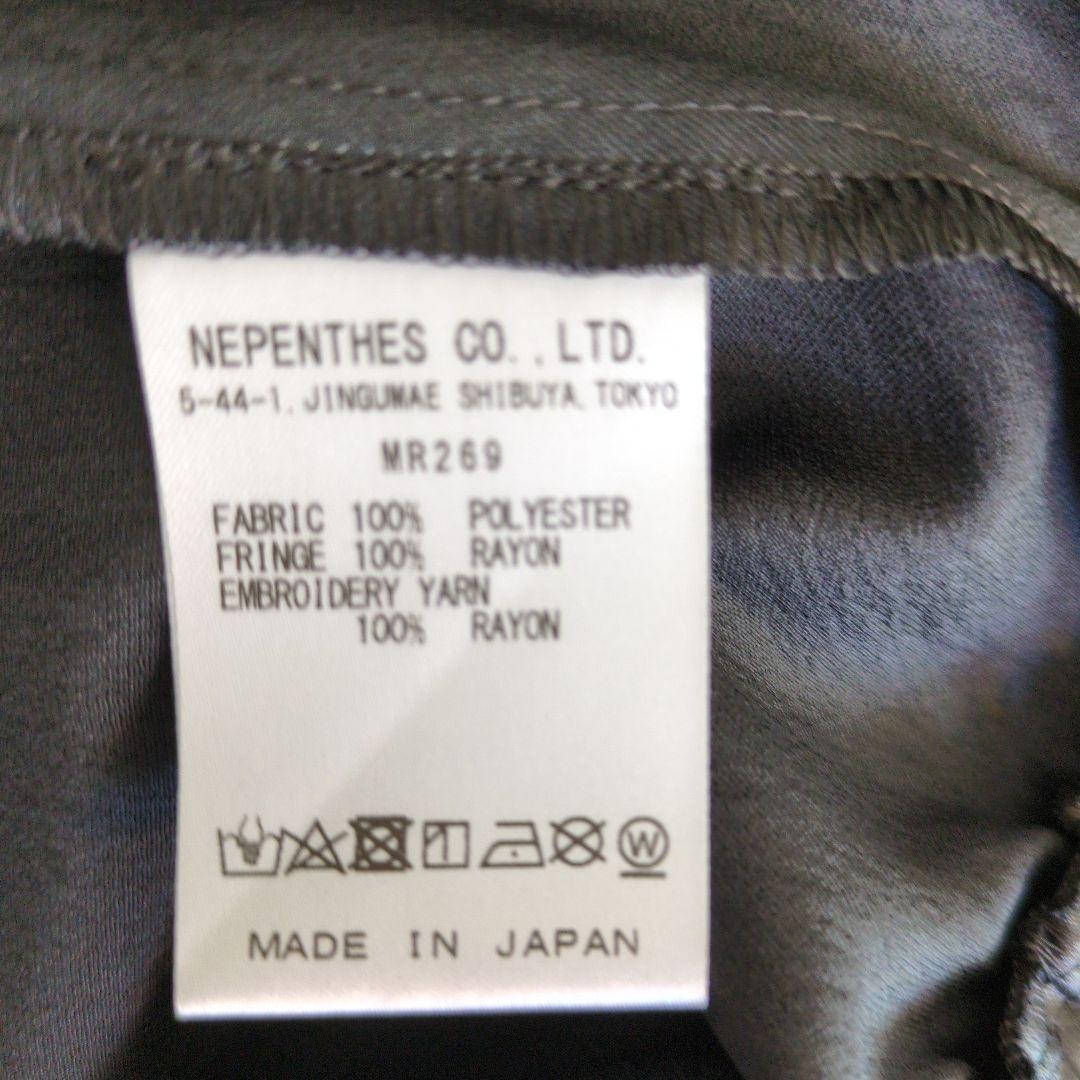 NEPENTHES CO.,LTD.
5-44-1,JINGUMAE SHIBUYA,TOKYO
MR269
FABRIC 100% POLYESTER
FRINGE 100% RAYON
EMBROIDERY YARN
100% RAYON
W
MADE IN JAPAN